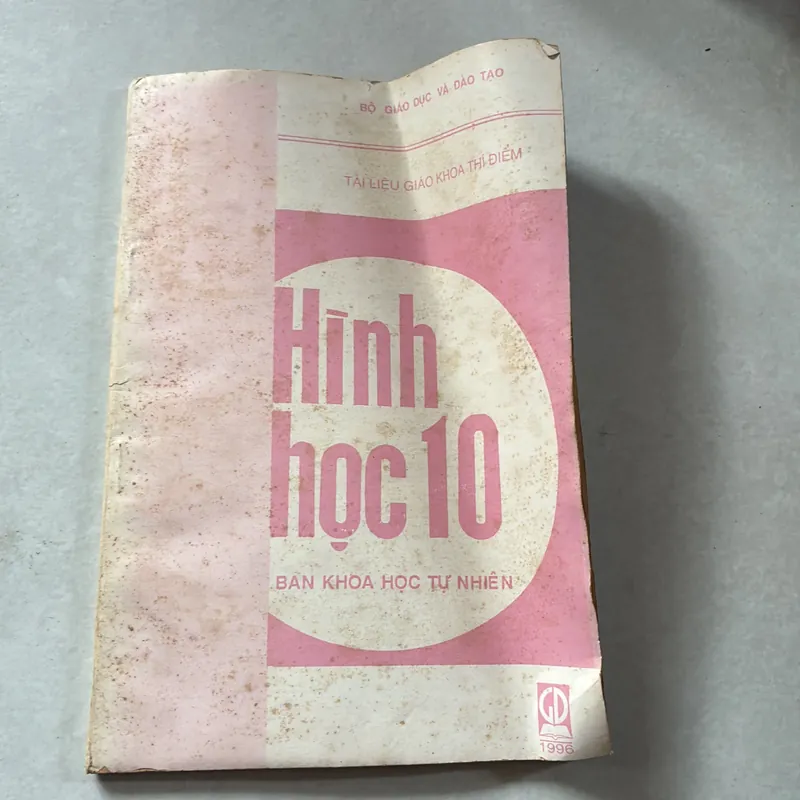 BỘ GIÁO DỤC VÀ ĐÀO TẠO
TÀI LIỆU GIÁO KHOA THÍ ĐIỂM
Hình
học 10
BAN KHOA HỌC TỰ NHIÊN
GD
1996